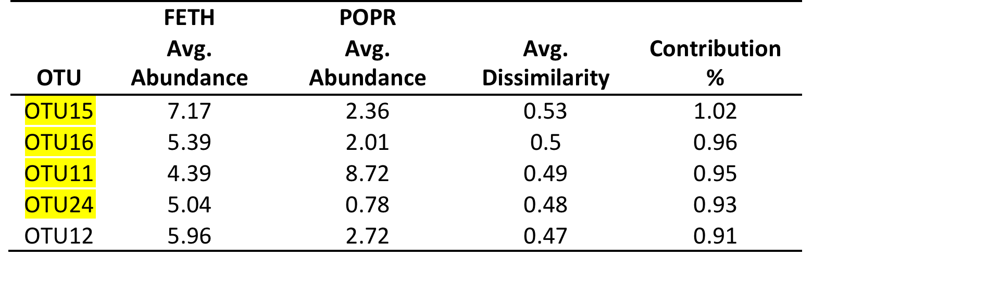 FETH POPR
Avg. Avg. Avg. Contribution
OTU Abundance Abundance Dissimilarity %
OTU15 7.17 2.36 0.53 1.02
OTU16 5.39 2.01 0.5 0.96
OTU11 4.39 8.72 0.49 0.95
OTU24 5.04 0.78 0.48 0.93
OTU12 5.96 2.72 0.47 0.91